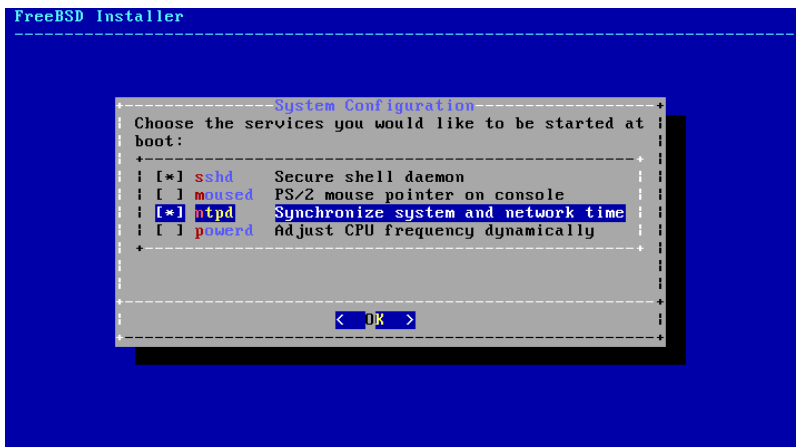 FreeBSD Installer
System Configuration
Choose the services you would like to be started at
boot:
[*] sshd Secure shell daemon
[ ] moused PS/2 mouse pointer on console
[*] ntpd Synchronize system and network time
[ ] powerd Adjust CPU frequency dynamically
< OK >